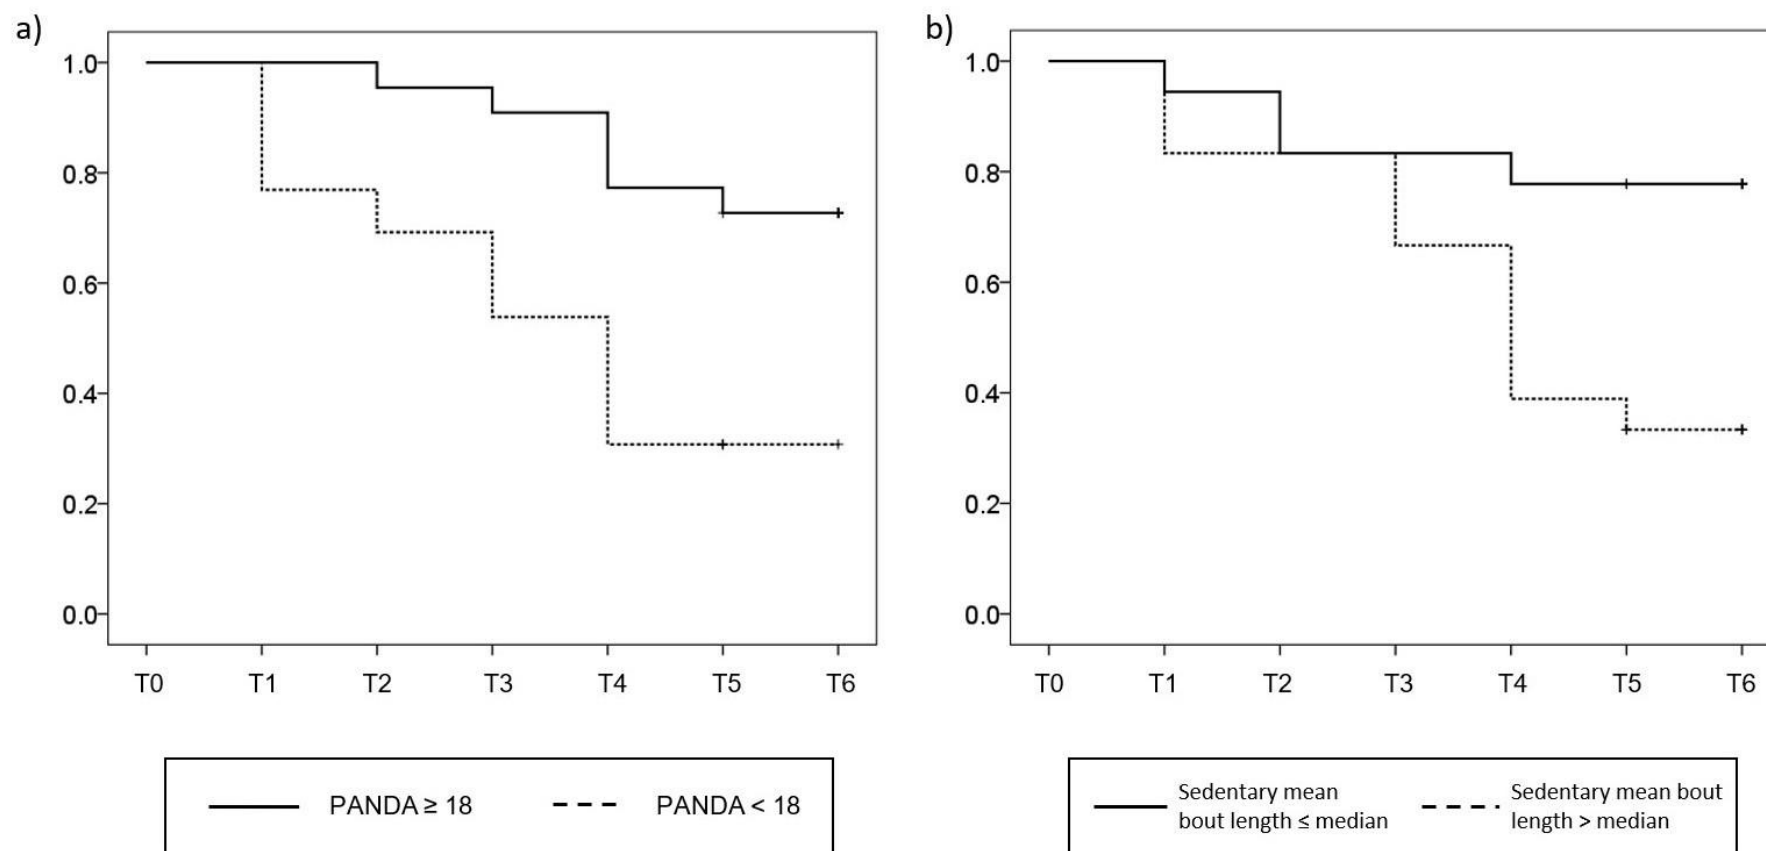 a)
1.0
0.8
0.6
0.4
0.2
0.0
T0 T1 T2 T3 T4 T5 T6
PANDA ≥ 18 PANDA < 18
b)
1.0
0.8
0.6
0.4
0.2
0.0
T0 T1 T2 T3 T4 T5 T6
Sedentary mean
bout length ≤ median
Sedentary mean bout
length > median